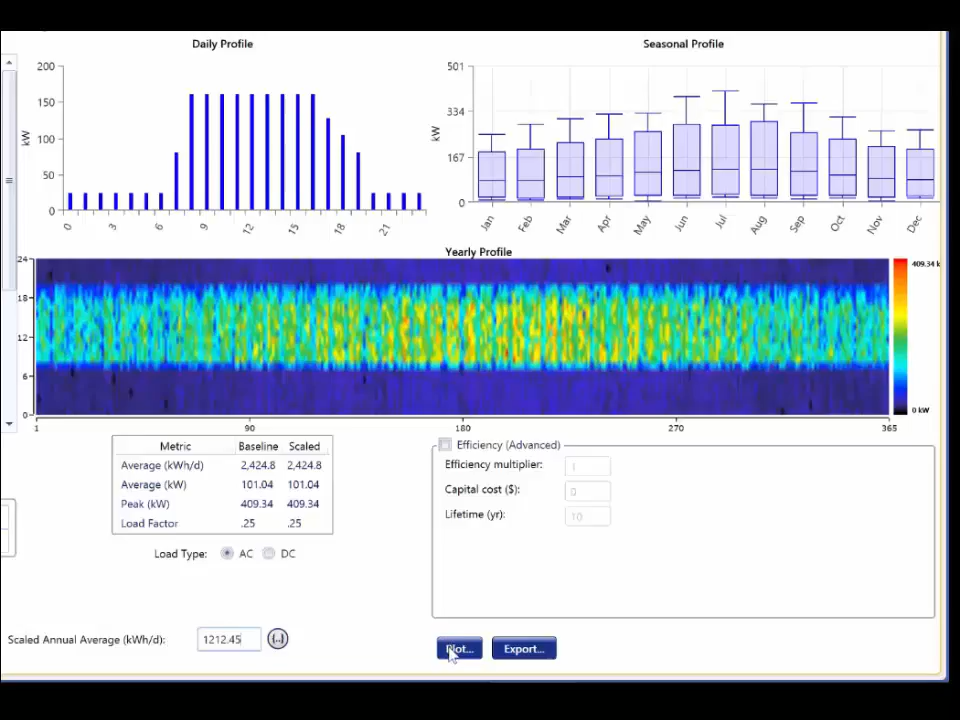 Daily Profile
Seasonal Profile
kW
200
150
100
50
0
0 3 6 9 12 15 18 21
kW
501
334
167
0
Jan Feb Mar Apr May Jun Jul Aug Sep Oct Nov Dec
Yearly Profile
24
18
12
6
0
1 90 180 270 365
409.34 k
0 kW
Metric Baseline Scaled
Average (kWh/d) 2,424.8 2,424.8
Average (kW) 101.04 101.04
Peak (kW) 409.34 409.34
Load Factor .25 .25
Load Type: AC DC
Efficiency (Advanced)
Efficiency multiplier: 1
Capital cost ($): 0
Lifetime (yr): 10
Scaled Annual Average (kWh/d): 1212.45 {..}
Plot... Export...